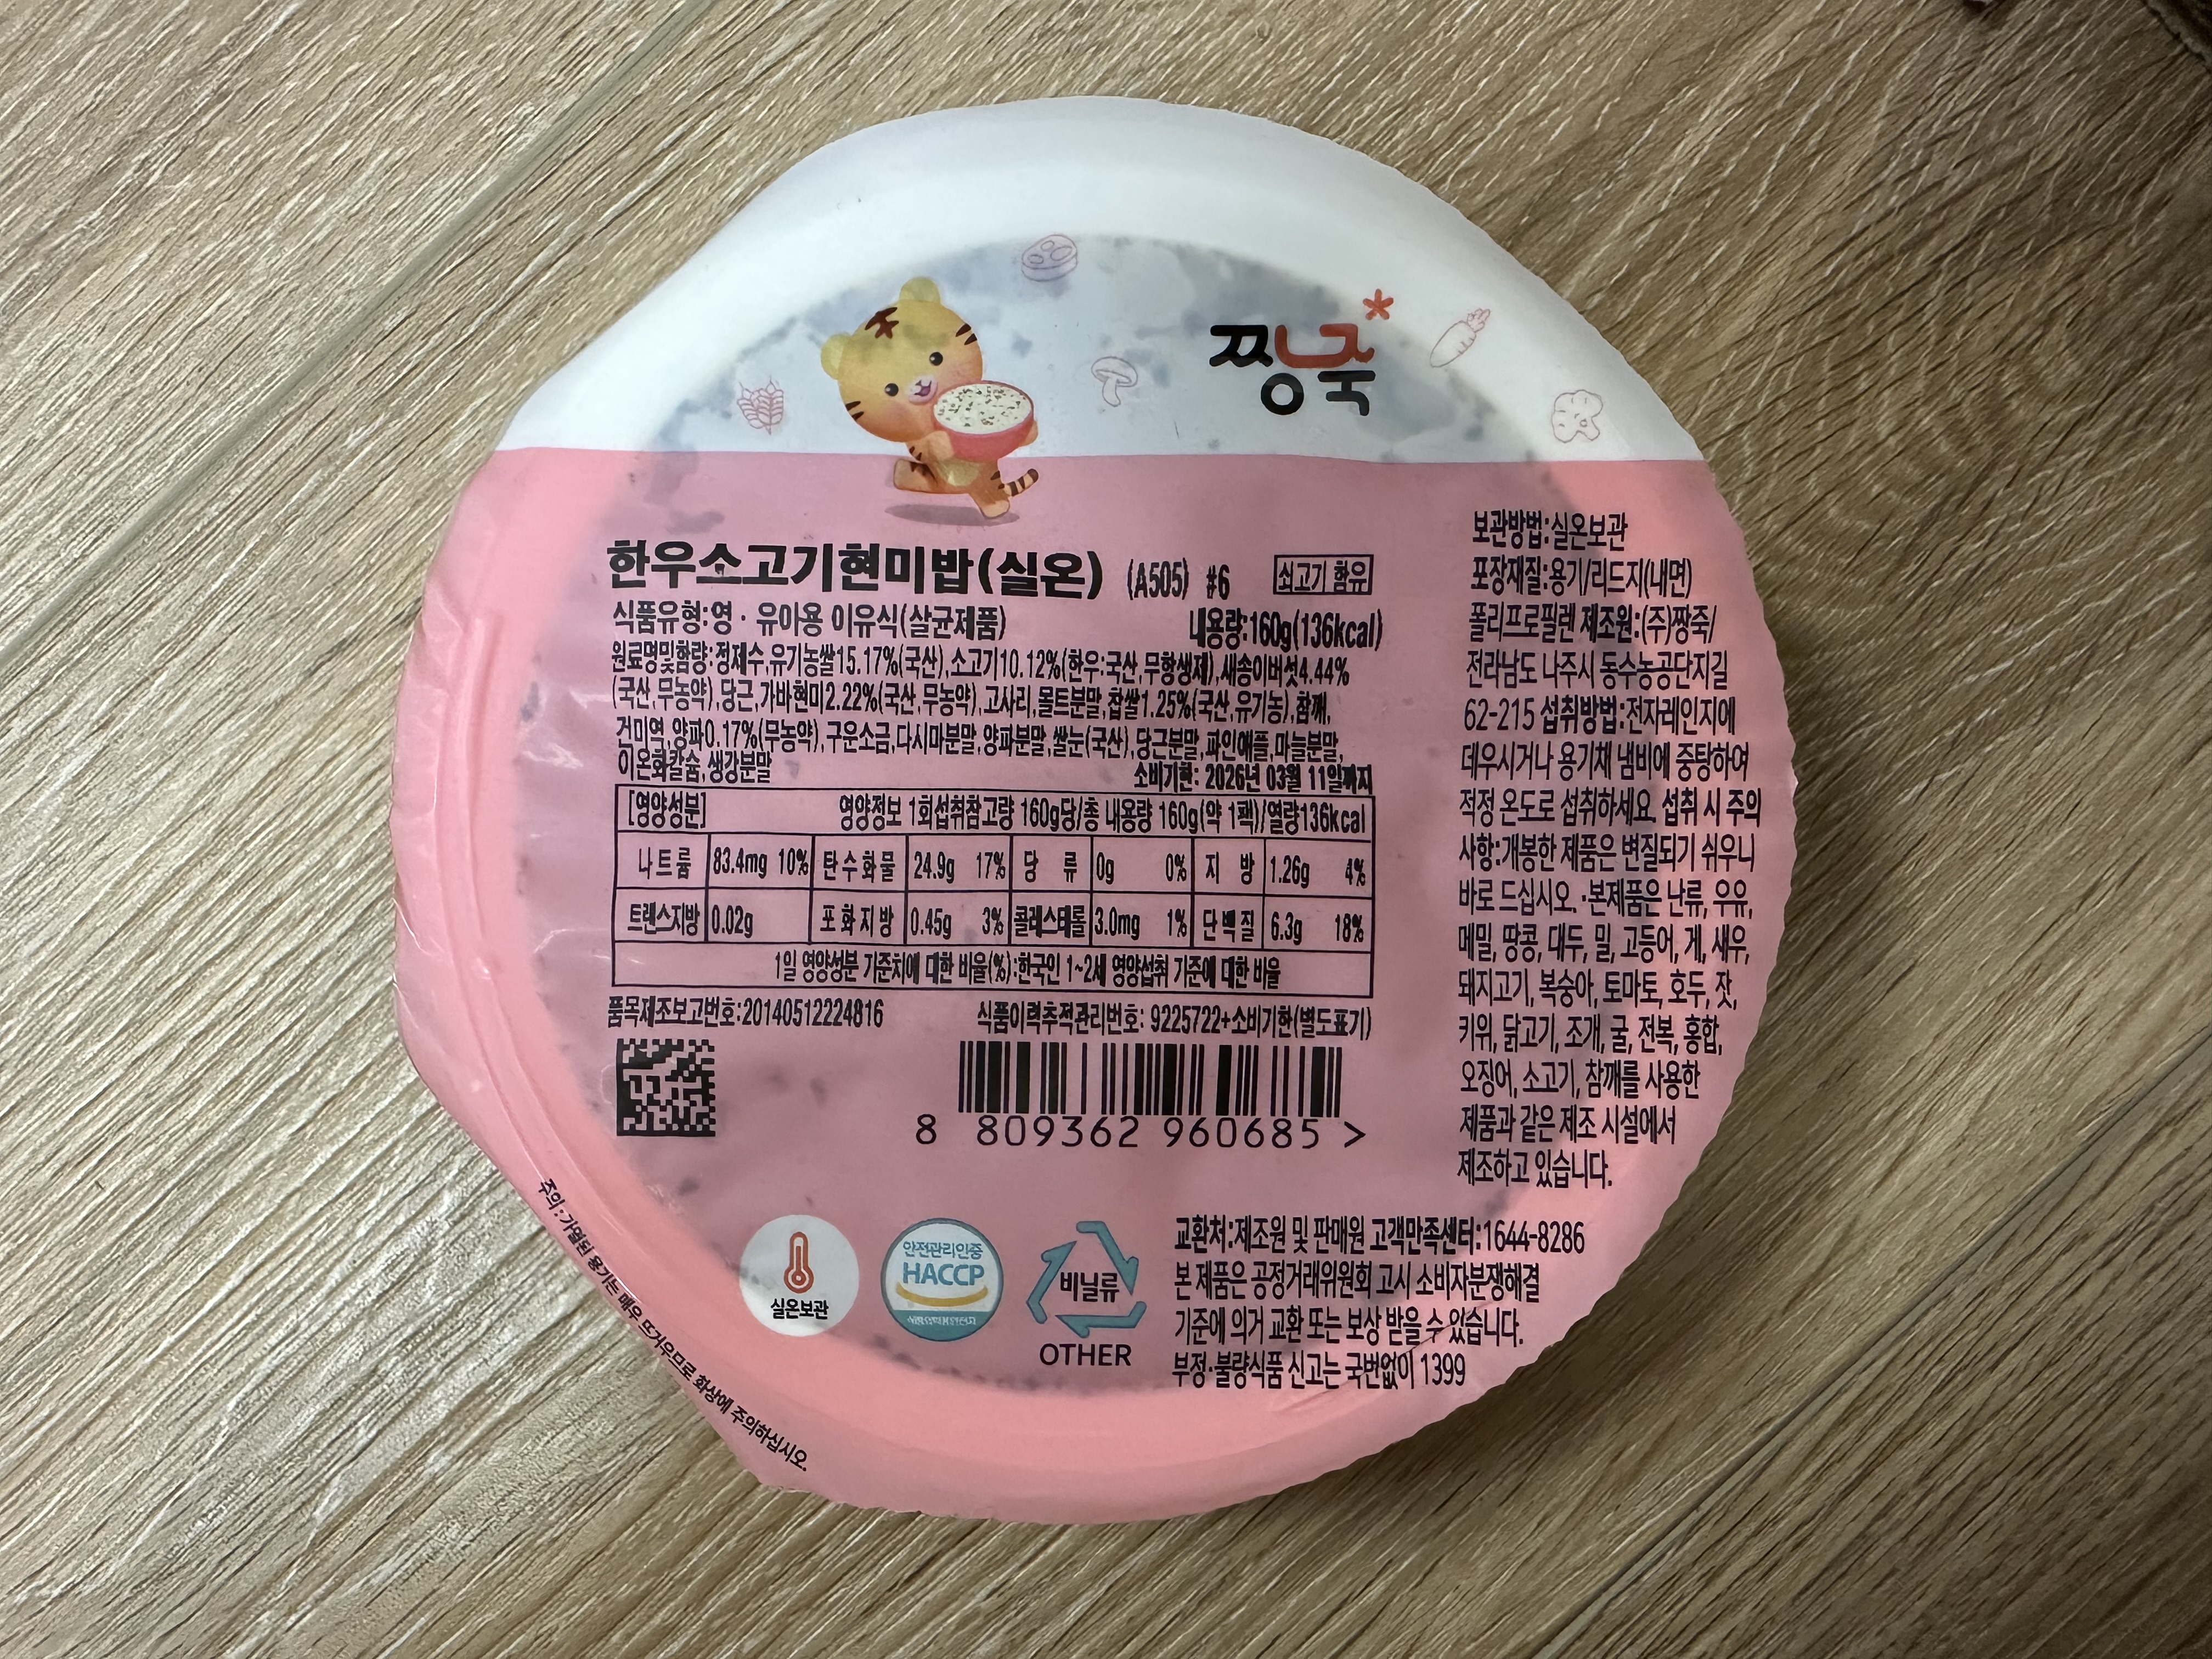 짱죽
한우소고기현미밥(실온) (A505) #6 쇠고기 함유
식품유형:영·유아용 이유식(살균제품) 내용량:160g(136kcal)
원료명및함량:정제수,유기농쌀15.17%(국산),소고기10.12%(한우:국산,무항생제),새송이버섯4.44%
(국산,무농약),당근,가바현미2.22%(국산,무농약),고사리,몰트분말,찹쌀1.25%(국산,유기농),참깨,
건미역,양파0.17%(무농약),구운소금,다시마분말,양파분말,쌀눈(국산),당근분말,파인애플,마늘분말,
이온화칼슘,생강분말
소비기한: 2026년 03월 11일까지
[영양성분] 영양정보 1회섭취참고량 160g당/총 내용량 160g(약 1팩)/열량136kcal
나트륨 83.4mg 10% 탄수화물 24.9g 17% 당 류 0g 0% 지 방 1.26g 4%
트랜스지방 0.02g 포화지방 0.45g 3% 콜레스테롤 3.0mg 1% 단백질 6.3g 18%
1일 영양성분 기준치에 대한 비율(%):한국인 1~2세 영양섭취 기준에 대한 비율
품목제조보고번호:20140512224816 식품이력추적관리번호: 9225722+소비기한(별도표기)
8 809362 960685 >
보관방법:실온보관
포장재질:용기/리드지(내면)
폴리프로필렌 제조원:(주)짱죽/
전라남도 나주시 동수농공단지길
62-215 섭취방법:전자레인지에
데우시거나 용기채 냄비에 중탕하여
적정 온도로 섭취하세요. 섭취 시 주의
사항:개봉한 제품은 변질되기 쉬우니
바로 드십시오. ·본제품은 난류, 우유,
메밀, 땅콩, 대두, 밀, 고등어, 게, 새우,
돼지고기, 복숭아, 토마토, 호두, 잣,
키위, 닭고기, 조개, 굴, 전복, 홍합,
오징어, 소고기, 참깨를 사용한
제품과 같은 제조 시설에서
제조하고 있습니다.
실온보관
안전관리인증
HACCP
비닐류
OTHER
교환처:제조원 및 판매원 고객만족센터:1644-8286
본 제품은 공정거래위원회 고시 소비자분쟁해결
기준에 의거 교환 또는 보상 받을 수 있습니다.
부정·불량식품 신고는 국번없이 1399
주의 : 가열된 용기는 매우 뜨거우므로 화상에 주의하십시오.